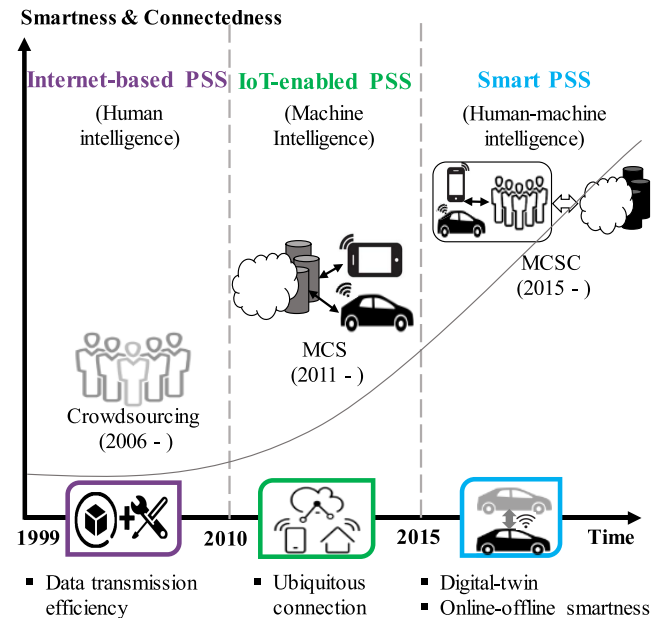 Smartness & Connectedness
Internet-based PSS
(Human
intelligence)
IoT-enabled PSS
(Machine
Intelligence)
Smart PSS
(Human-machine
intelligence)
MCSC
(2015 - )
MCS
(2011 - )
Crowdsourcing
(2006 - )
1999
2010
2015
Time
▪ Data transmission
efficiency
▪ Ubiquitous
connection
▪ Digital-twin
▪ Online-offline smartness